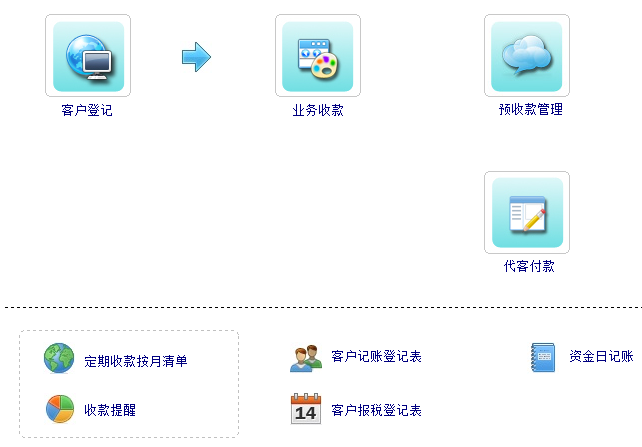 客户登记
业务收款
预收款管理
代客付款
定期收款按月清单
客户记账登记表
资金日记账
收款提醒
14
客户报税登记表